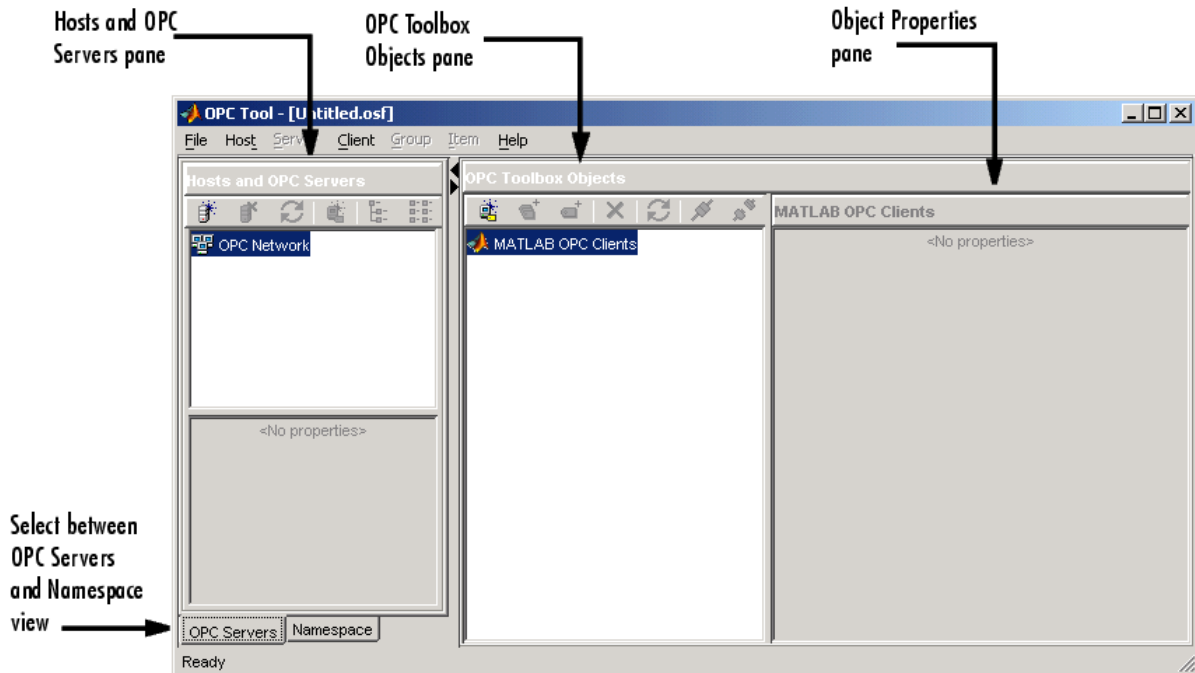 Hosts and OPC
Servers pane
OPC Toolbox
Objects pane
Object Properties
pane
OPC Tool - [Untitled.osf]
File Host Client Group Item Help
Hosts and OPC Servers
OPC Toolbox Objects
MATLAB OPC Clients
OPC Network
MATLAB OPC Clients
<No properties>
<No properties>
Select between
OPC Servers
and Namespace
view
OPC Servers Namespace
Ready